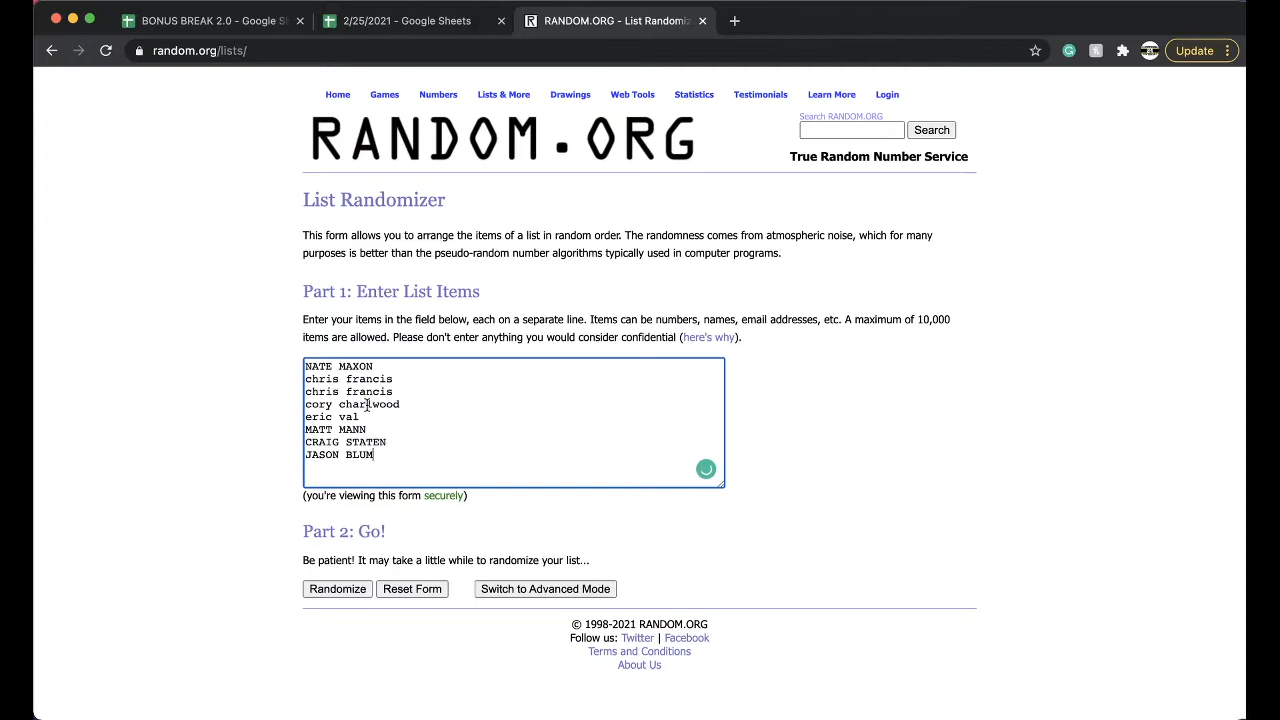 BONUS BREAK 2.0 - Google Sh
2/25/2021 - Google Sheets
RANDOM.ORG - List Randomiz
random.org/lists/
Update
Home Games Numbers Lists & More Drawings Web Tools Statistics Testimonials Learn More Login
RANDOM.ORG
Search RANDOM.ORG
Search
True Random Number Service
List Randomizer
This form allows you to arrange the items of a list in random order. The randomness comes from atmospheric noise, which for many
purposes is better than the pseudo-random number algorithms typically used in computer programs.
Part 1: Enter List Items
Enter your items in the field below, each on a separate line. Items can be numbers, names, email addresses, etc. A maximum of 10,000
items are allowed. Please don't enter anything you would consider confidential (here's why).
NATE MAXON
chris francis
chris francis
cory charlwood
eric val
MATT MANN
CRAIG STATEN
JASON BLUM
(you're viewing this form securely)
Part 2: Go!
Be patient! It may take a little while to randomize your list...
Randomize Reset Form Switch to Advanced Mode
© 1998-2021 RANDOM.ORG
Follow us: Twitter | Facebook
Terms and Conditions
About Us